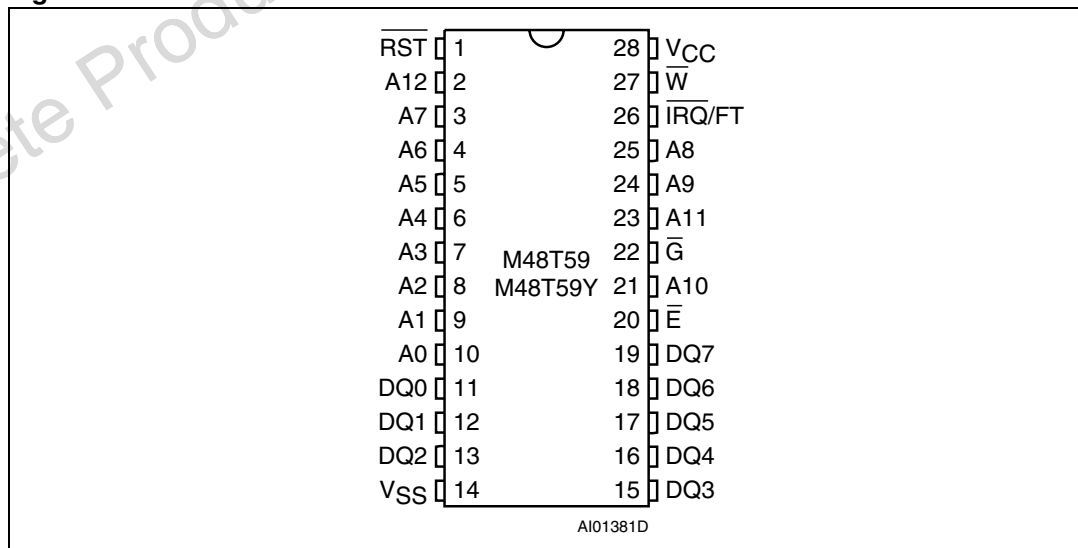 R̅S̅T̅ 1 28 VCC
A12 2 27 W̅
A7 3 26 I̅R̅Q̅/FT
A6 4 25 A8
A5 5 24 A9
A4 6 23 A11
A3 7 22 G̅
M48T59
A2 8 M48T59Y 21 A10
A1 9 20 E̅
A0 10 19 DQ7
DQ0 11 18 DQ6
DQ1 12 17 DQ5
DQ2 13 16 DQ4
VSS 14 15 DQ3
AI01381D